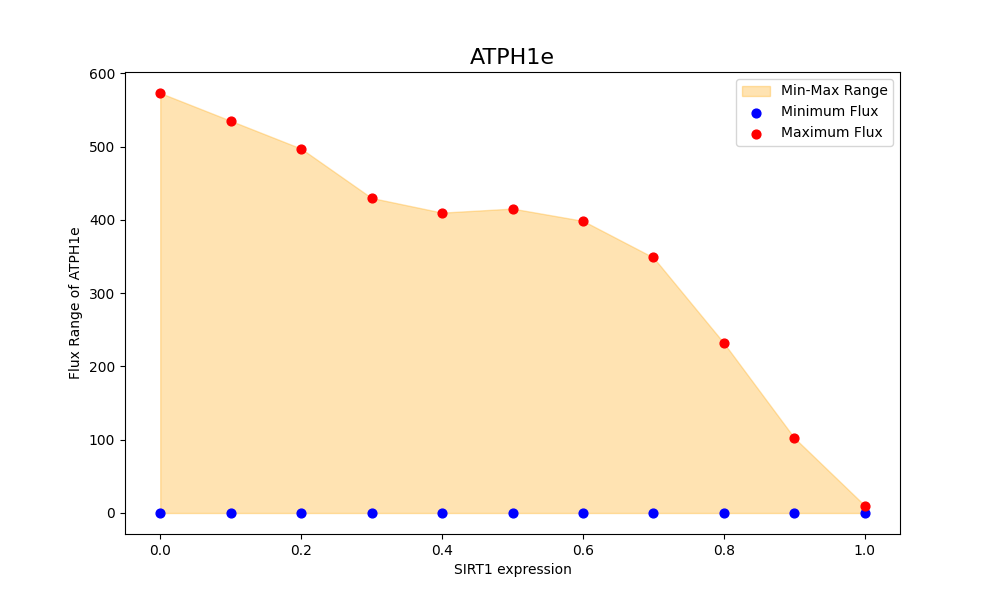 ATPH1e
Min-Max Range
Minimum Flux
Maximum Flux
Flux Range of ATPH1e
600
500
400
300
200
100
0
0.0 0.2 0.4 0.6 0.8 1.0
SIRT1 expression